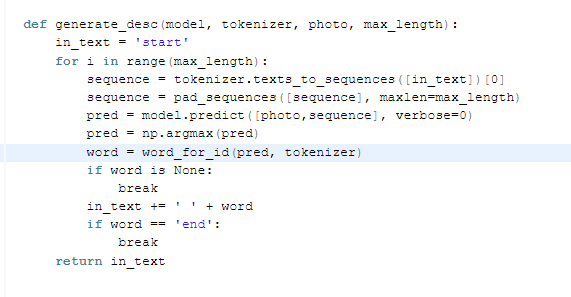 def generate_desc(model, tokenizer, photo, max_length):
    in_text = 'start'
    for i in range(max_length):
        sequence = tokenizer.texts_to_sequences([in_text])[0]
        sequence = pad_sequences([sequence], maxlen=max_length)
        pred = model.predict([photo,sequence], verbose=0)
        pred = np.argmax(pred)
        word = word_for_id(pred, tokenizer)
        if word is None:
            break
        in_text += ' ' + word
        if word == 'end':
            break
    return in_text